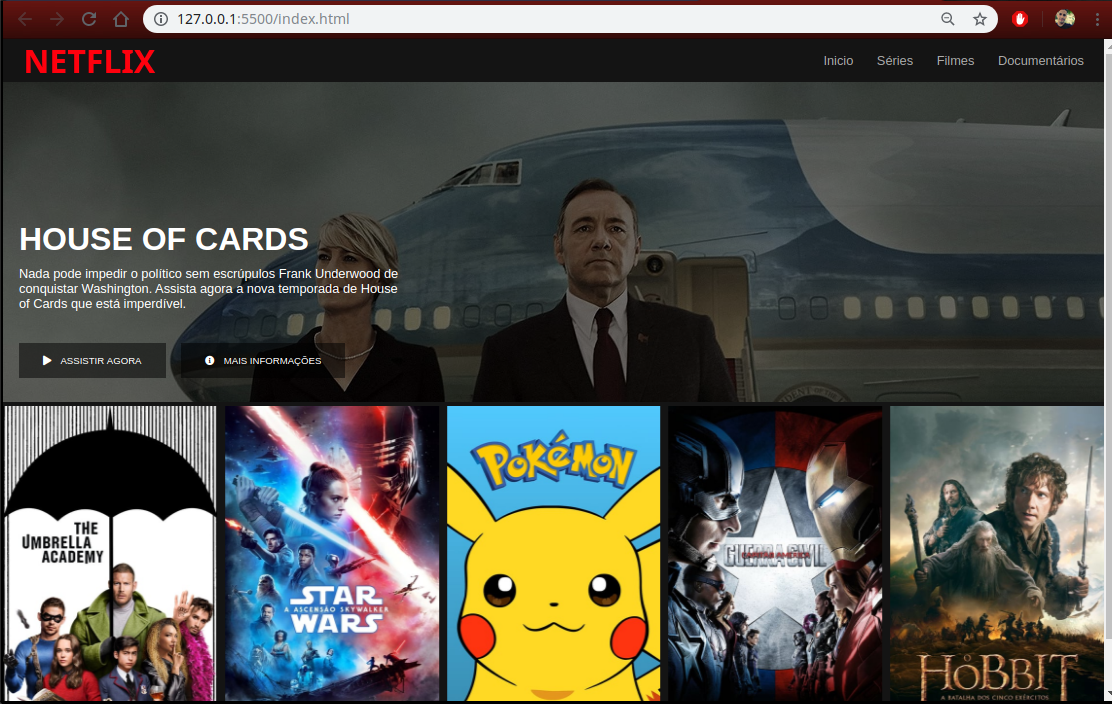 127.0.0.1:5500/index.html
NETFLIX
Inicio Séries Filmes Documentários
HOUSE OF CARDS
Nada pode impedir o político sem escrúpulos Frank Underwood de
conquistar Washington. Assista agora a nova temporada de House
of Cards que está imperdível.
ASSISTIR AGORA
MAIS INFORMAÇÕES
THE
UMBRELLA
ACADEMY
STAR
A ASCENSÃO SKYWALKER
WARS
POKéMON
GUERRA CIVIL
CAPITÃO AMÉRICA
O
HOBBIT
A BATALHA DOS CINCO EXÉRCITOS